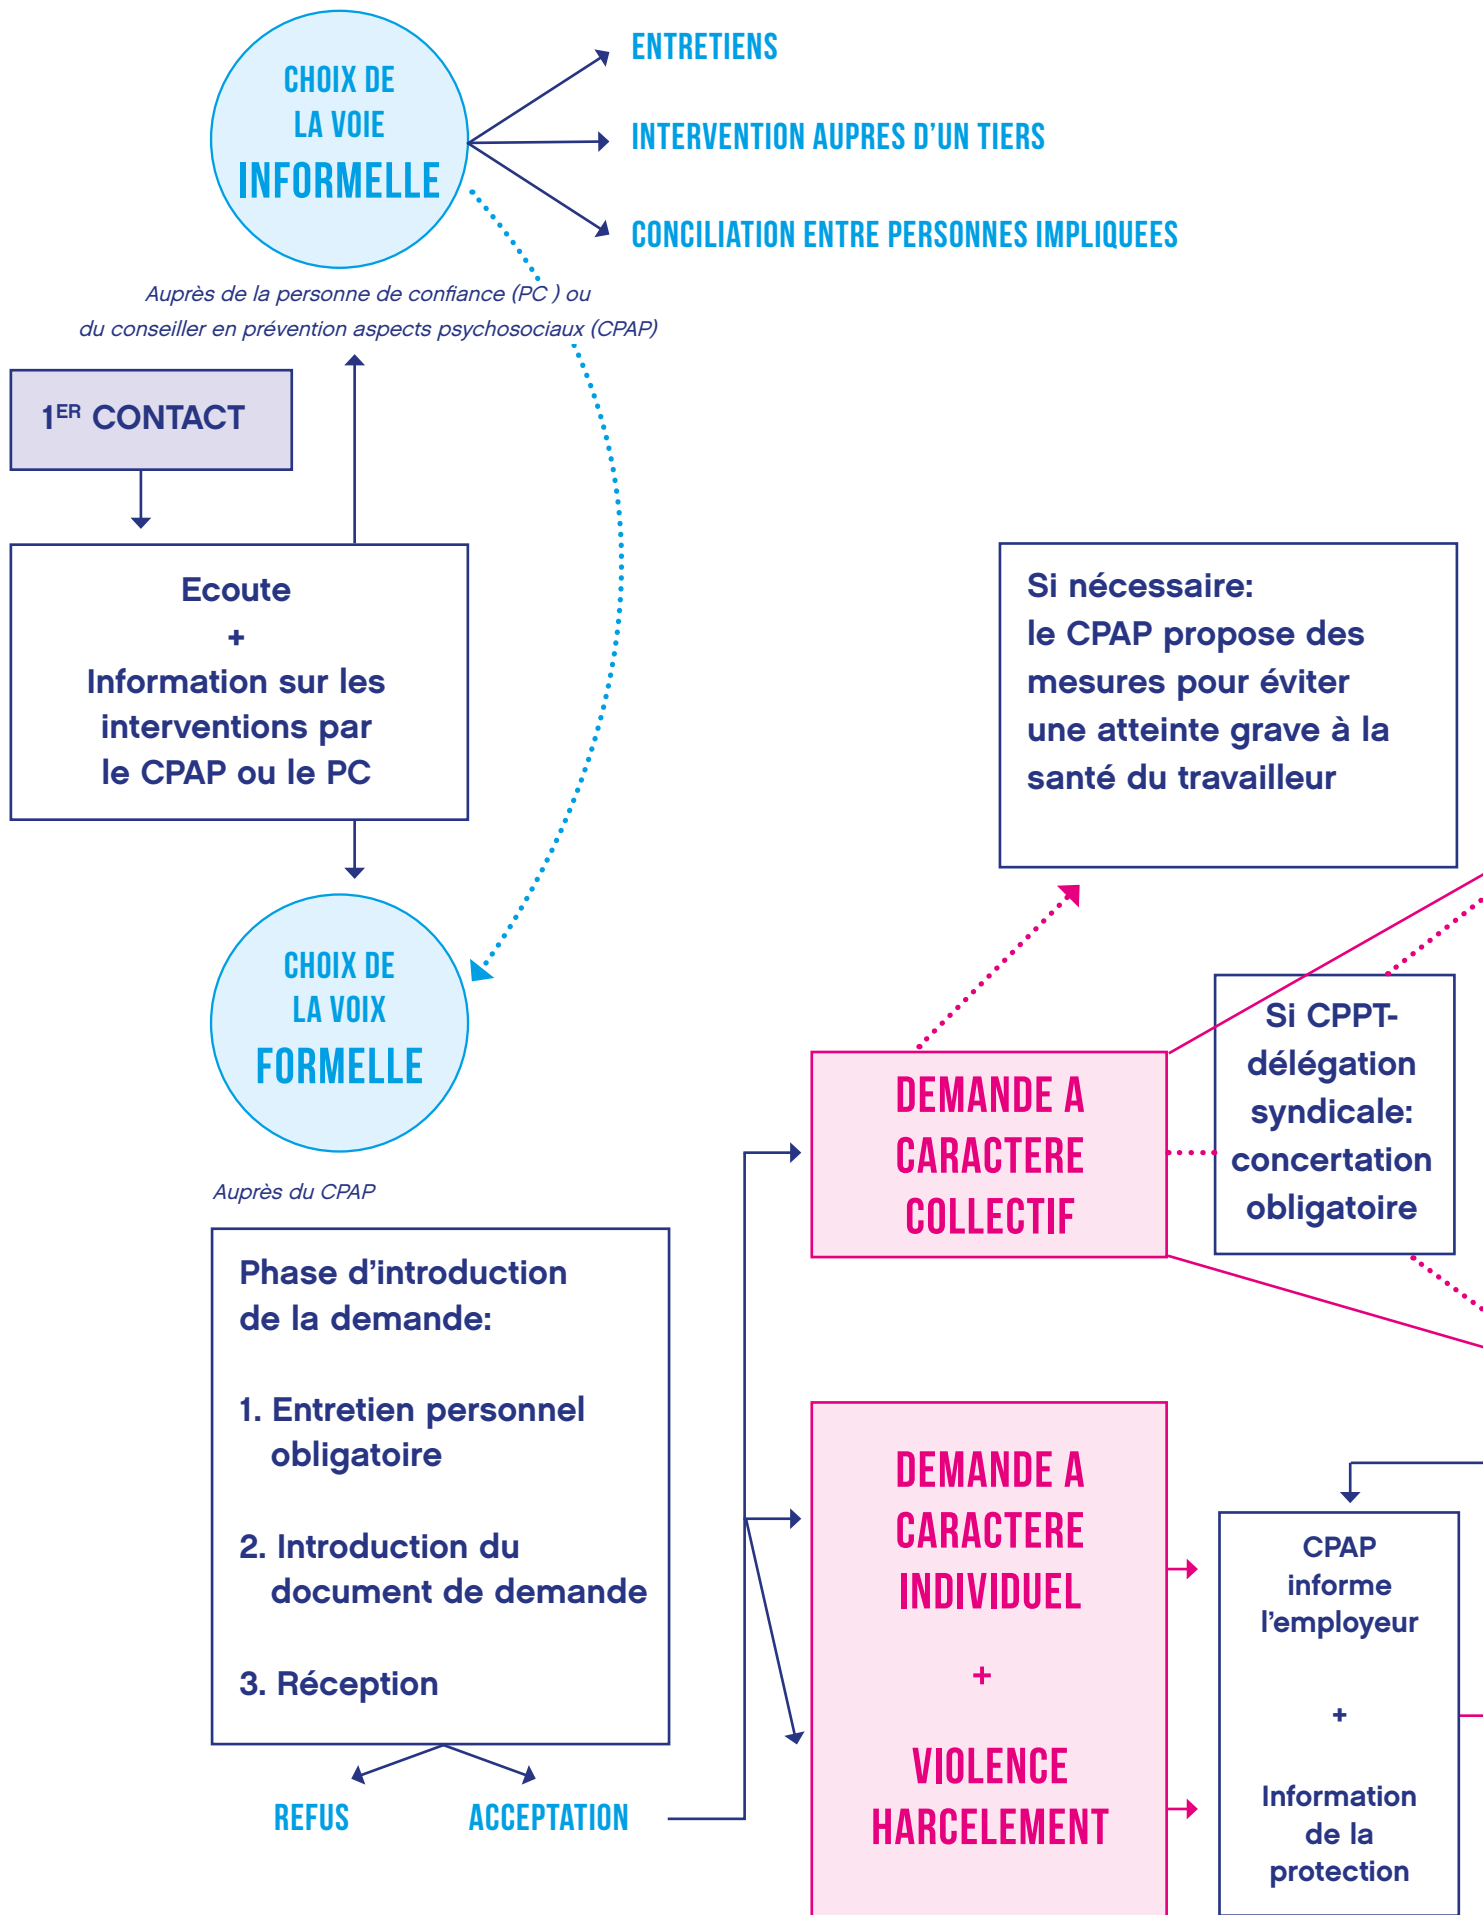 CHOIX DE
LA VOIE
INFORMELLE
ENTRETIENS
INTERVENTION AUPRES D'UN TIERS
CONCILIATION ENTRE PERSONNES IMPLIQUEES
Auprès de la personne de confiance (PC ) ou
du conseiller en prévention aspects psychosociaux (CPAP)
1ER CONTACT
Ecoute
+
Information sur les
interventions par
le CPAP ou le PC
Si nécessaire:
le CPAP propose des
mesures pour éviter
une atteinte grave à la
santé du travailleur
CHOIX DE
LA VOIX
FORMELLE
Auprès du CPAP
Phase d'introduction
de la demande:
1. Entretien personnel
obligatoire
2. Introduction du
document de demande
3. Réception
REFUS
ACCEPTATION
DEMANDE A
CARACTERE
COLLECTIF
Si CPPT-
délégation
syndicale:
concertation
obligatoire
DEMANDE A
CARACTERE
INDIVIDUEL
+
VIOLENCE
HARCELEMENT
CPAP
informe
l'employeur
+
Information
de la
protection